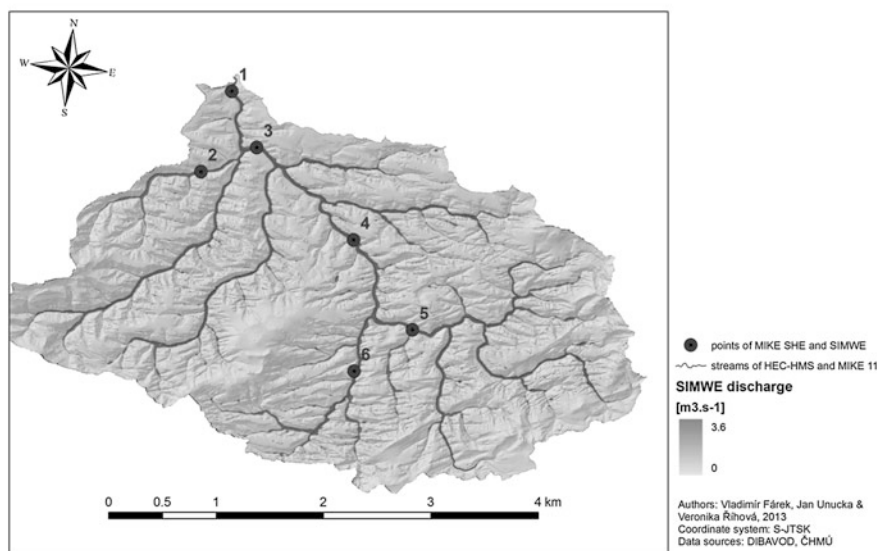 N
W
E
S
1
3
2
4
5
6
0 0.5 1 2 3 4 km
points of MIKE SHE and SIMWE
streams of HEC-HMS and MIKE 11
SIMWE discharge
[m3.s-1]
3.6
0
Authors: Vladimír Fárek, Jan Unucka &
Veronika Říhová, 2013
Coordinate system: S-JTSK
Data sources: DIBAVOD, ČHMÚ